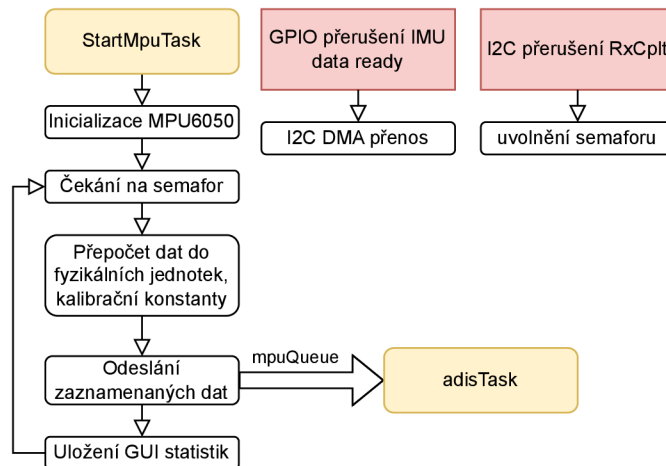 StartMpuTask
GPIO přerušení IMU
data ready
I2C přerušení RxCplt
Inicializace MPU6050
I2C DMA přenos
uvolnění semaforu
Čekání na semafor
Přepočet dat do
fyzikálních jednotek,
kalibrační konstanty
Odeslání
zaznamenaných dat
mpuQueue
adisTask
Uložení GUI statistik